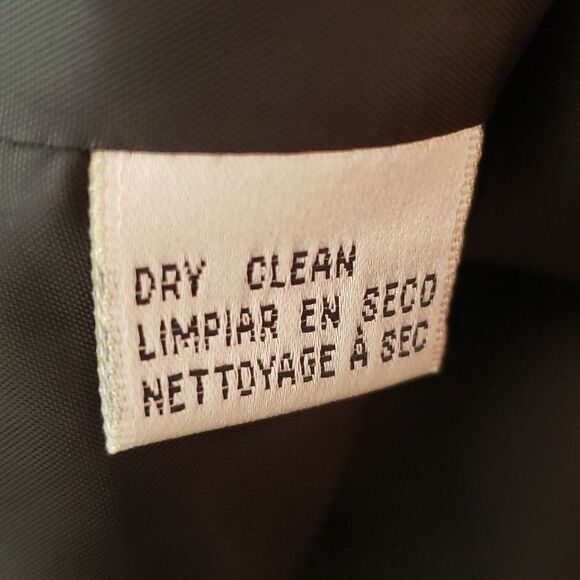 DRY CLEAN
LIMPIAR EN SECO
NETTOYAGE À SEC